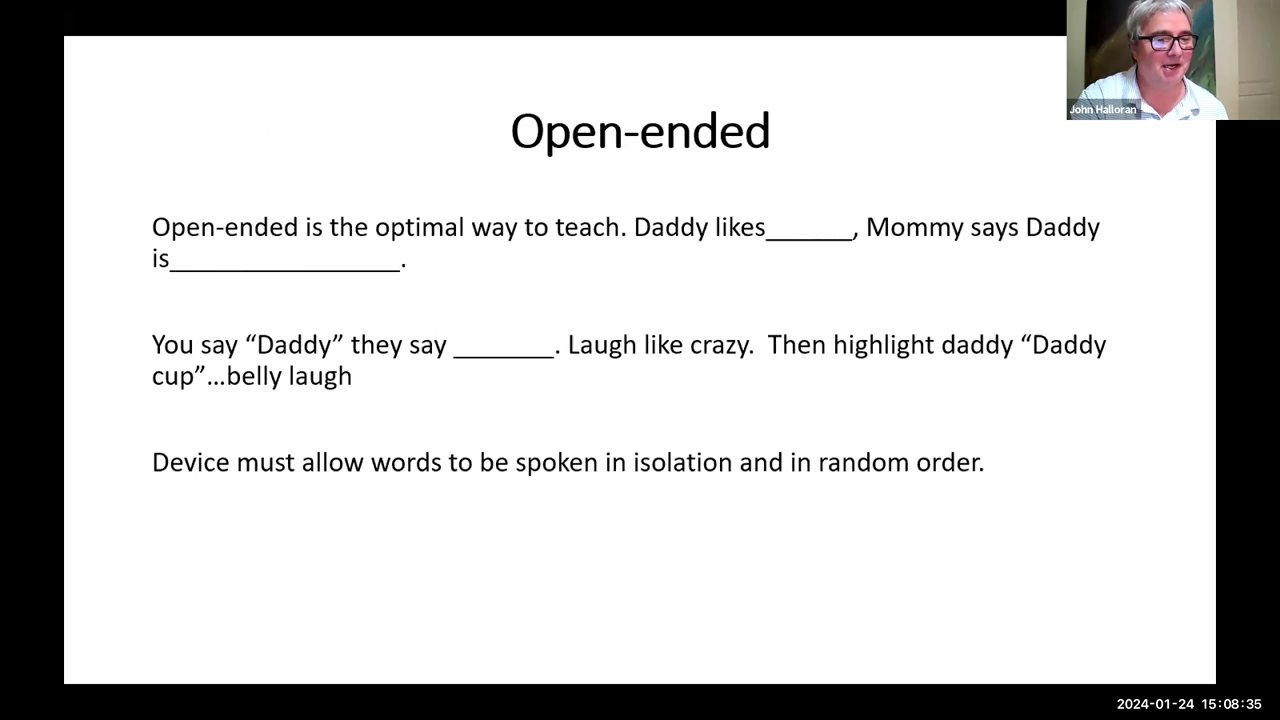 John Halloran
Open-ended
Open-ended is the optimal way to teach. Daddy likes______, Mommy says Daddy
is________________.
You say “Daddy” they say _______. Laugh like crazy.  Then highlight daddy “Daddy
cup”…belly laugh
Device must allow words to be spoken in isolation and in random order.
2024-01-24 15:08:35